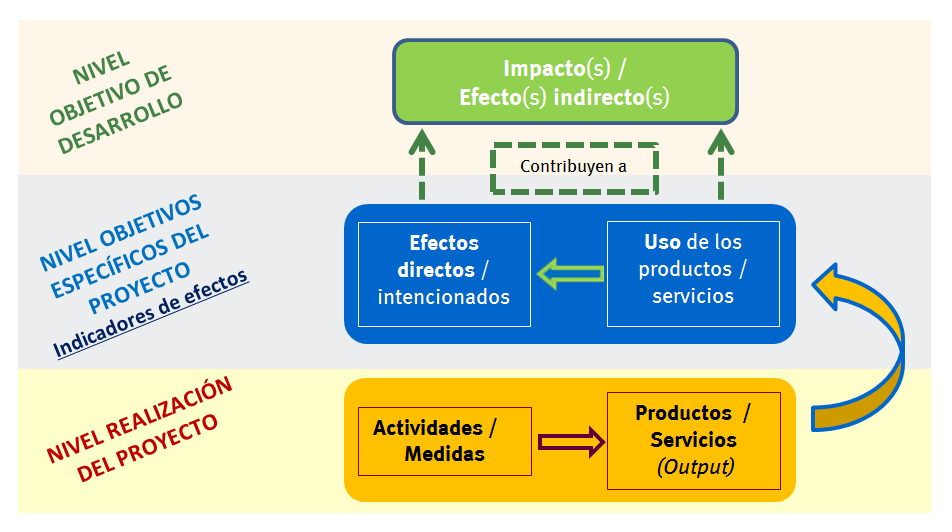 NIVEL
OBJETIVO DE
DESARROLLO
Impacto(s) /
Efecto(s) indirecto(s)
Contribuyen a
NIVEL OBJETIVOS
ESPECÍFICOS DEL
PROYECTO
Indicadores de efectos
Efectos
directos /
intencionados
Uso de los
productos /
servicios
NIVEL REALIZACIÓN
DEL PROYECTO
Actividades /
Medidas
Productos /
Servicios
(Output)